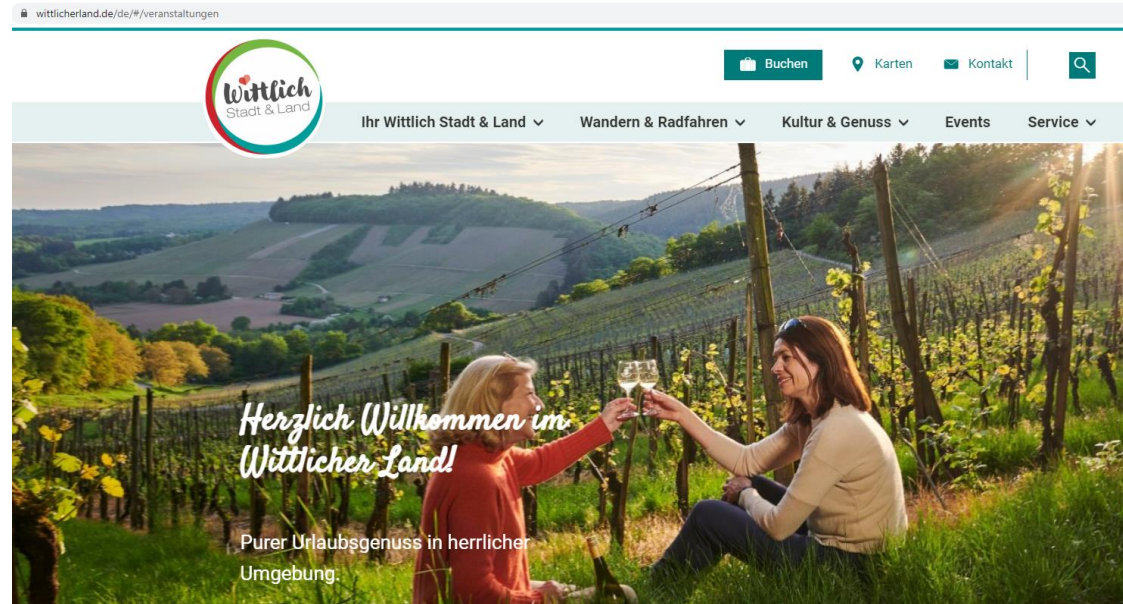 wittlicherland.de/de/#/veranstaltungen
Buchen Karten Kontakt
Wittlich
Stadt & Land
Ihr Wittlich Stadt & Land Wandern & Radfahren Kultur & Genuss Events Service
Herzlich Willkommen im
Wittlicher Land!
Purer Urlaubsgenuss in herrlicher
Umgebung.